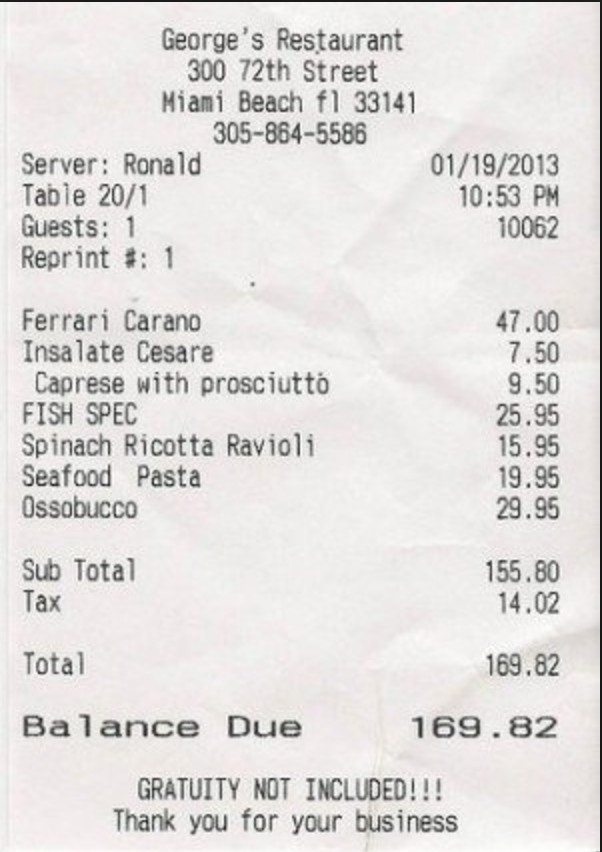 George's Restaurant
300 72th Street
Miami Beach fl 33141
305-864-5586
Server: Ronald 01/19/2013
Table 20/1 10:53 PM
Guests: 1 10062
Reprint #: 1
Ferrari Carano 47.00
Insalate Cesare 7.50
Caprese with prosciutto 9.50
FISH SPEC 25.95
Spinach Ricotta Ravioli 15.95
Seafood Pasta 19.95
Ossobucco 29.95
Sub Total 155.80
Tax 14.02
Total 169.82
Balance Due 169.82
GRATUITY NOT INCLUDED!!!
Thank you for your business